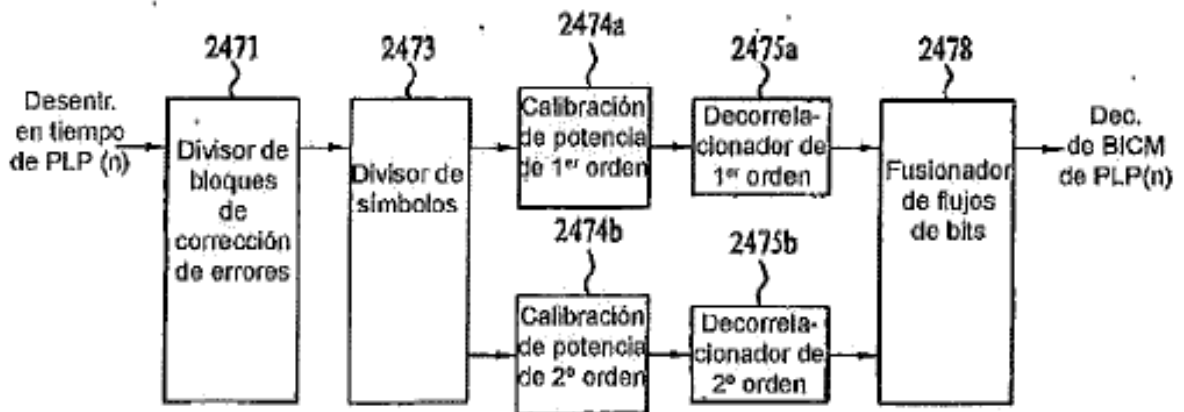 2471
2473
2474a
2475a
2478
Desentr.
en tiempo
de PLP (n)
Divisor de
bloques
de
corrección
de errores
Divisor de
símbolos
Calibración
de potencia
de 1er orden
Decorrela-
cionador de
1er orden
Fusionador
de flujos
de bits
Dec.
de BICM
de PLP(n)
2474b
2475b
Calibración
de potencia
de 2º orden
Decorrela-
cionador de
2º orden